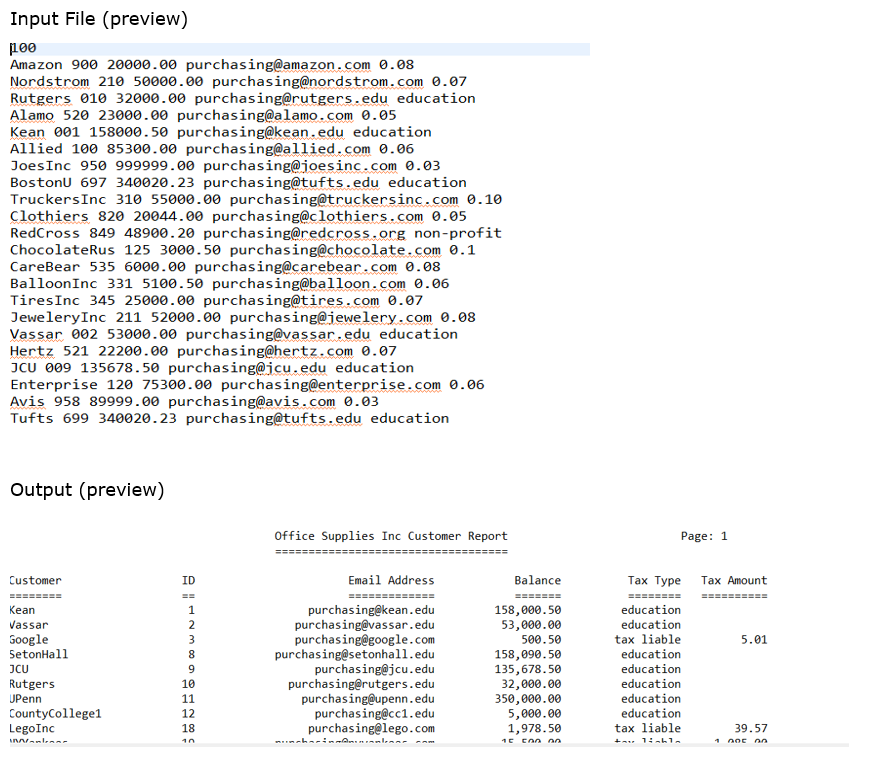 Input File (preview)
100
Amazon 900 20000.00 purchasing@amazon.com 0.08
Nordstrom 210 50000.00 purchasing@nordstrom.com 0.07
Rutgers 010 32000.00 purchasing@rutgers.edu education
Alamo 520 23000.00 purchasing@alamo.com 0.05
Kean 001 158000.50 purchasing@kean.edu education
Allied 100 85300.00 purchasing@allied.com 0.06
JoesInc 950 999999.00 purchasing@joesinc.com 0.03
BostonU 697 340020.23 purchasing@tufts.edu education
TruckersInc 310 55000.00 purchasing@truckersinc.com 0.10
Clothiers 820 20044.00 purchasing@clothiers.com 0.05
RedCross 849 48900.20 purchasing@redcross.org non-profit
ChocolateRus 125 3000.50 purchasing@chocolate.com 0.1
CareBear 535 6000.00 purchasing@carebear.com 0.08
BalloonInc 331 5100.50 purchasing@balloon.com 0.06
TiresInc 345 25000.00 purchasing@tires.com 0.07
JeweleryInc 211 52000.00 purchasing@jewelery.com 0.08
Vassar 002 53000.00 purchasing@vassar.edu education
Hertz 521 22200.00 purchasing@hertz.com 0.07
JCU 009 135678.50 purchasing@jcu.edu education
Enterprise 120 75300.00 purchasing@enterprise.com 0.06
Avis 958 89999.00 purchasing@avis.com 0.03
Tufts 699 340020.23 purchasing@tufts.edu education
Output (preview)
Office Supplies Inc Customer Report Page: 1
===================================
Customer ID Email Address Balance Tax Type Tax Amount
======== == ============= ======= ======== ==========
Kean 1 purchasing@kean.edu 158,000.50 education
Vassar 2 purchasing@vassar.edu 53,000.00 education
Google 3 purchasing@google.com 500.50 tax liable 5.01
SetonHall 8 purchasing@setonhall.edu 158,090.50 education
JCU 9 purchasing@jcu.edu 135,678.50 education
Rutgers 10 purchasing@rutgers.edu 32,000.00 education
UPenn 11 purchasing@upenn.edu 350,000.00 education
CountyCollege1 12 purchasing@cc1.edu 5,000.00 education
LegoInc 18 purchasing@lego.com 1,978.50 tax liable 39.57